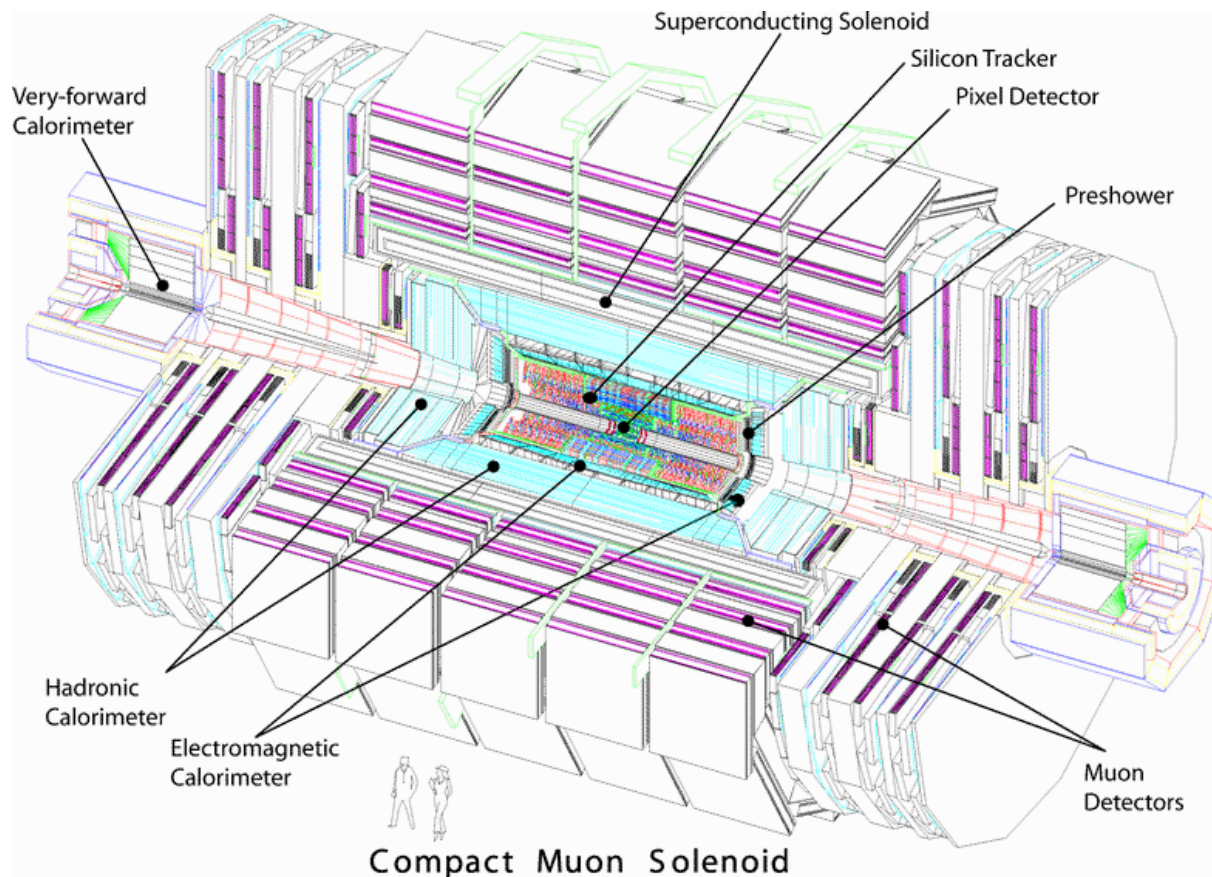 Superconducting Solenoid
Silicon Tracker
Pixel Detector
Very-forward
Calorimeter
Preshower
Hadronic
Calorimeter
Electromagnetic
Calorimeter
Muon
Detectors
Compact Muon Solenoid